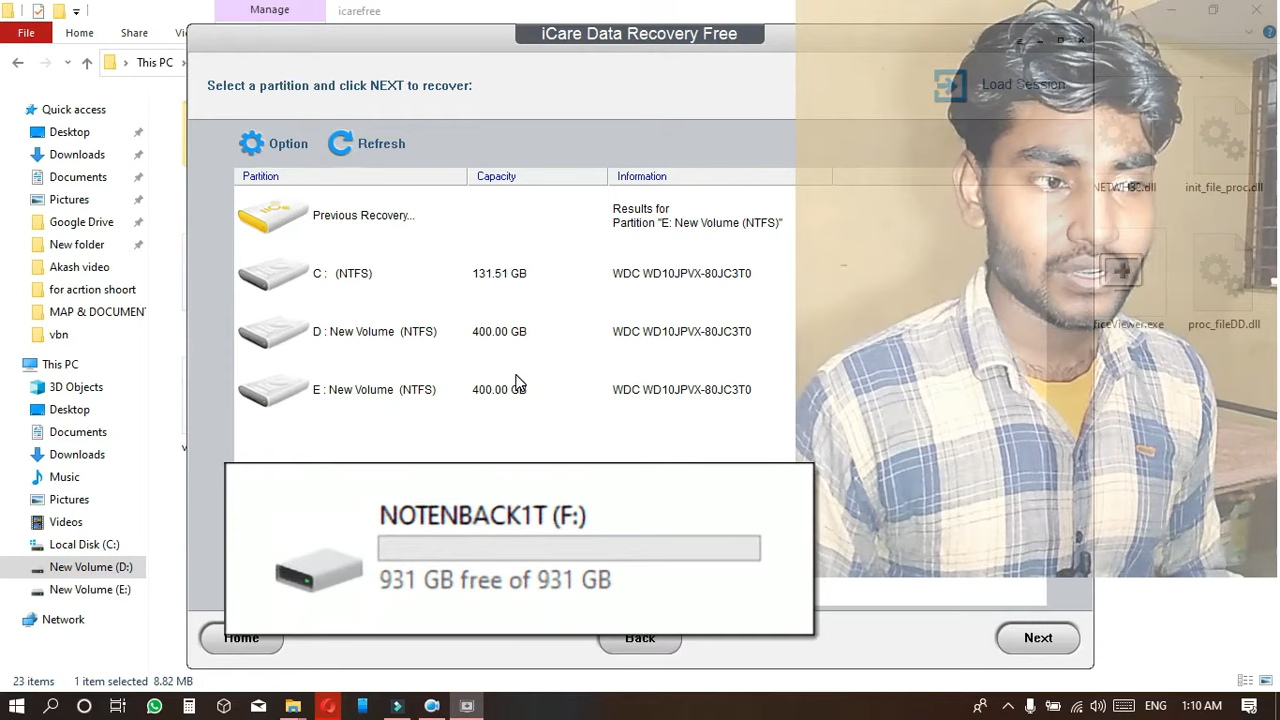 Manage
icarefree
File
Home
Share
This PC
iCare Data Recovery Free
Select a partition and click NEXT to recover:
Load Session
Option
Refresh
Partition
Capacity
Information
Previous Recovery...
Results for
Partition "E: New Volume (NTFS)"
C : (NTFS)
131.51 GB
WDC WD10JPVX-80JC3T0
D : New Volume (NTFS)
400.00 GB
WDC WD10JPVX-80JC3T0
E : New Volume (NTFS)
400.00 GB
WDC WD10JPVX-80JC3T0
NOTENBACK1T (F:)
931 GB free of 931 GB
Home
Back
Next
Quick access
Desktop
Downloads
Documents
Pictures
Google Drive
New folder
Akash video
for acrtion shoort
MAP & DOCUMENT
vbn
This PC
3D Objects
Desktop
Documents
Downloads
Music
Pictures
Videos
Local Disk (C:)
New Volume (D:)
New Volume (E:)
Network
init_file_proc.dll
proc_fileDD.dll
23 items
1 item selected 8.82 MB
ENG
1:10 AM